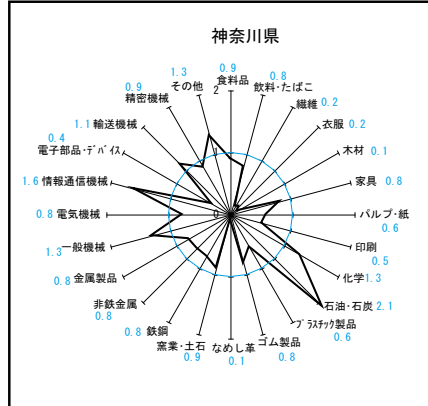 神奈川県
食料品 0.9
飲料・たばこ 0.8
繊維 0.2
衣服 0.2
木材 0.1
家具 0.8
パルプ・紙 0.6
印刷 0.5
化学 1.3
石油・石炭 2.1
プラスチック製品 0.6
ゴム製品 0.8
なめし革 0.1
窯業・土石 0.9
鉄鋼 0.8
非鉄金属 0.8
金属製品 0.8
一般機械 1.3
電気機械 0.8
情報通信機械 1.6
電子部品・デバイス 0.4
輸送機械 1.1
精密機械 0.9
その他 1.3
2
1
0